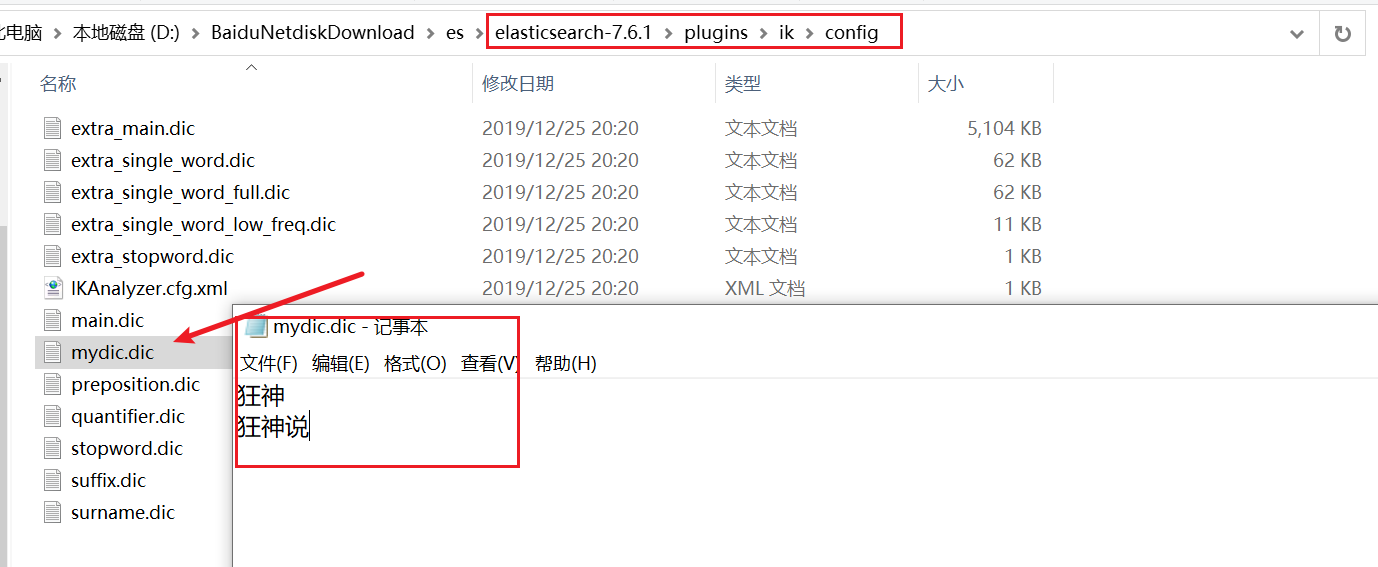 比电脑 > 本地磁盘 (D:) > BaiduNetdiskDownload > es > elasticsearch-7.6.1 > plugins > ik > config
名称 修改日期 类型 大小
extra_main.dic 2019/12/25 20:20 文本文档 5,104 KB
extra_single_word.dic 2019/12/25 20:20 文本文档 62 KB
extra_single_word_full.dic 2019/12/25 20:20 文本文档 62 KB
extra_single_word_low_freq.dic 2019/12/25 20:20 文本文档 11 KB
extra_stopword.dic 2019/12/25 20:20 文本文档 1 KB
IKAnalyzer.cfg.xml 2019/12/25 20:20 XML 文档 1 KB
main.dic
mydic.dic
preposition.dic
quantifier.dic
stopword.dic
suffix.dic
surname.dic
mydic.dic - 记事本
文件(F) 编辑(E) 格式(O) 查看(V) 帮助(H)
狂神
狂神说